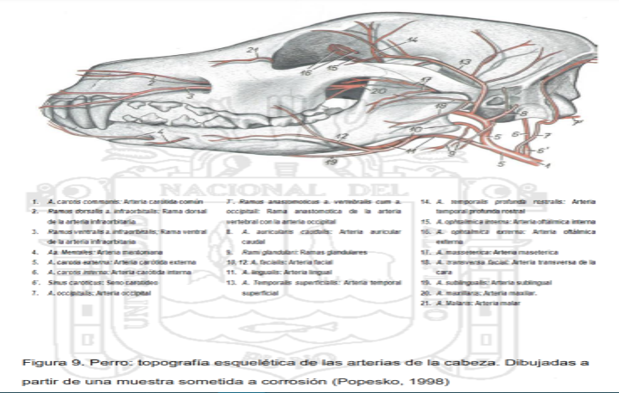 21
14
13
16
15
17
2
3
20
18
8
4
12
10
11
9
19
5
6
7
7'
6'
5
1
NACIONAL DEL
1. A. carotis communis: Arteria carótida común
2. Ramus dorsalis a. infraorbitalis: Rama dorsal
de la arteria infraorbitaria
3. Ramus ventralis a. infraorbitalis: Rama ventral
de la arteria infraorbitaria
4. Aa. Mentales: Arteria mentoniana
5. A. carotis externa: Arteria carótida externa
6. A. carotis interna: Arteria carótida interna
6'. Sinus caroticus: Seno carotídeo
7. A. occipitalis: Arteria occipital
7'. Ramus anastomoticus a. vertebralis cum a.
occipitali: Rama anastomotica de la arteria
vertebral con la arteria occipital
8. A. auricularis caudalis: Arteria auricular
caudal
9. Rami glandulari: Ramas glandulares
10, 12. A. facialis: Arteria facial
11. A. lingualis: Arteria lingual
13. A. Temporalis superficialis: Arteria temporal
superficial
14. A. temporalis profunda rostralis: Arteria
temporal profunda rostral
15. A. ophtalmica interna: Arteria oftálmica interna
16. A. ophtalmica externa: Arteria oftálmica
externa
17. A. masseterica: Arteria maseterica
18. A. transversa faciei: Arteria transversa de la
cara
19. A. sublingualis: Arteria sublingual
20. A. maxillaris: Arteria maxilar.
21. A. Malaris: Arteria malar
Figura 9. Perro: topografía esquelética de las arterias de la cabeza. Dibujadas a
partir de una muestra sometida a corrosión (Popesko, 1998)